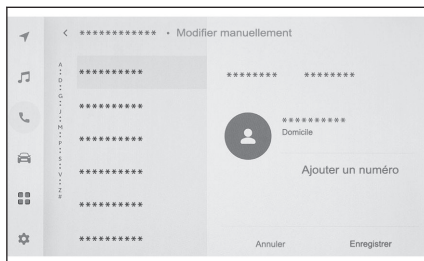 ************ • Modifier manuellement
A
D
G
J
M
P
S
V
Z
#
**********
**********
**********
**********
**********
**********
******** ********
**********
Domicile
Ajouter un numéro
Annuler
Enregistrer